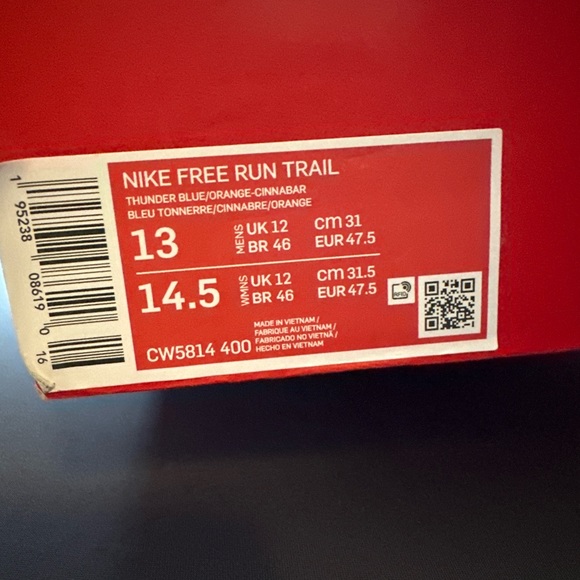 NIKE FREE RUN TRAIL
THUNDER BLUE/ORANGE-CINNABAR
BLEU TONNERRE/CINNABRE/ORANGE
13 MENS UK 12 cm 31
BR 46 EUR 47.5
14.5 WMNS UK 12 cm 31.5
BR 46 EUR 47.5
RFID
CW5814 400
MADE IN VIETNAM /
FABRIQUE AU VIETNAM /
FABRICADO NO VIETNÃ /
HECHO EN VIETNAM
1 95238 08619 0 16